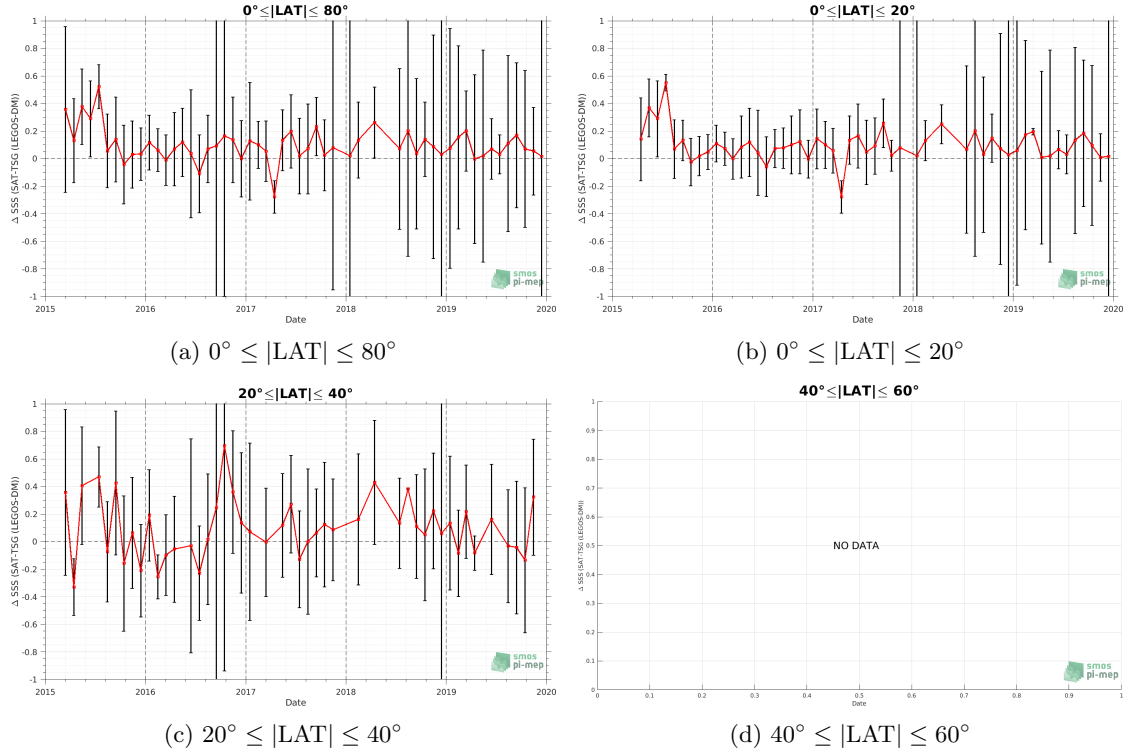 0°≤|LAT|≤ 80°
Δ SSS (SAT-TSG (LEGOS-DM))
1
0.8
0.6
0.4
0.2
0
-0.2
-0.4
-0.6
-0.8
-1
2015
2016
2017
2018
2019
2020
Date
smos
pi-mep
(a) 0° ≤ |LAT| ≤ 80°
0°≤|LAT|≤ 20°
Δ SSS (SAT-TSG (LEGOS-DM))
1
0.8
0.6
0.4
0.2
0
-0.2
-0.4
-0.6
-0.8
-1
2015
2016
2017
2018
2019
2020
Date
smos
pi-mep
(b) 0° ≤ |LAT| ≤ 20°
20°≤|LAT|≤ 40°
Δ SSS (SAT-TSG (LEGOS-DM))
1
0.8
0.6
0.4
0.2
0
-0.2
-0.4
-0.6
-0.8
-1
2015
2016
2017
2018
2019
2020
Date
smos
pi-mep
(c) 20° ≤ |LAT| ≤ 40°
40°≤|LAT|≤ 60°
Δ SSS (SAT-TSG (LEGOS-DM))
1
0.9
0.8
0.7
0.6
0.5
0.4
0.3
0.2
0.1
0
NO DATA
0
0.1
0.2
0.3
0.4
0.5
0.6
0.7
0.8
0.9
1
Date
smos
pi-mep
(d) 40° ≤ |LAT| ≤ 60°